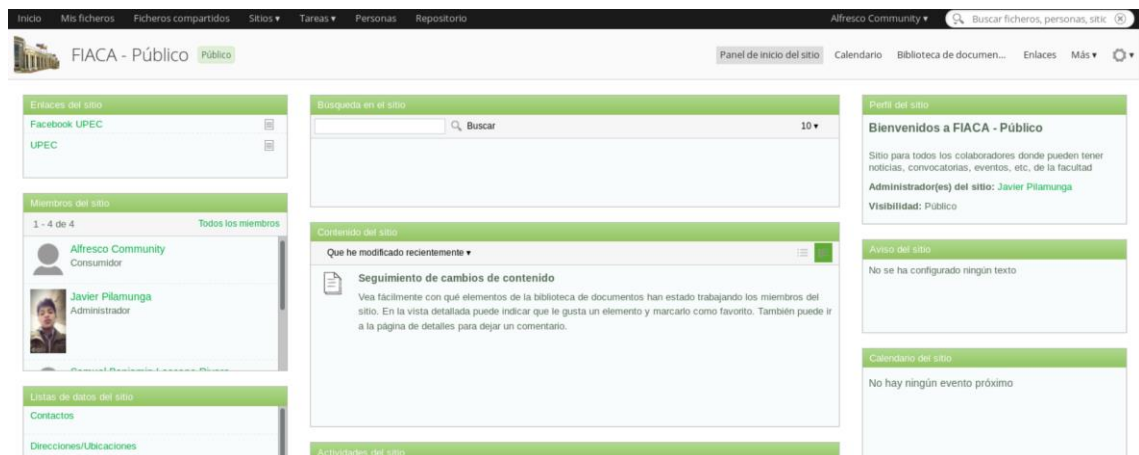 Inicio Mis ficheros Ficheros compartidos Sitios ▾ Tareas ▾ Personas Repositorio Alfresco Community ▾ Buscar ficheros, personas, sitic
FIACA - Público Público
Panel de inicio del sitio Calendario Biblioteca de documen... Enlaces Más ▾
Enlaces del sitio
Facebook UPEC
UPEC
Miembros del sitio
1 - 4 de 4 Todos los miembros
Alfresco Community
Consumidor
Javier Pilamunga
Administrador
Listas de datos del sitio
Contactos
Direcciones/Ubicaciones
Búsqueda en el sitio
Buscar 10 ▾
Contenido del sitio
Que he modificado recientemente ▾
Seguimiento de cambios de contenido
Vea fácilmente con qué elementos de la biblioteca de documentos han estado trabajando los miembros del
sitio. En la vista detallada puede indicar que le gusta un elemento y marcarlo como favorito. También puede ir
a la página de detalles para dejar un comentario.
Actividades del sitio
Perfil del sitio
Bienvenidos a FIACA - Público
Sitio para todos los colaboradores donde pueden tener
noticias, convocatorias, eventos, etc, de la facultad
Administrador(es) del sitio: Javier Pilamunga
Visibilidad: Público
Aviso del sitio
No se ha configurado ningún texto
Calendario del sitio
No hay ningún evento próximo